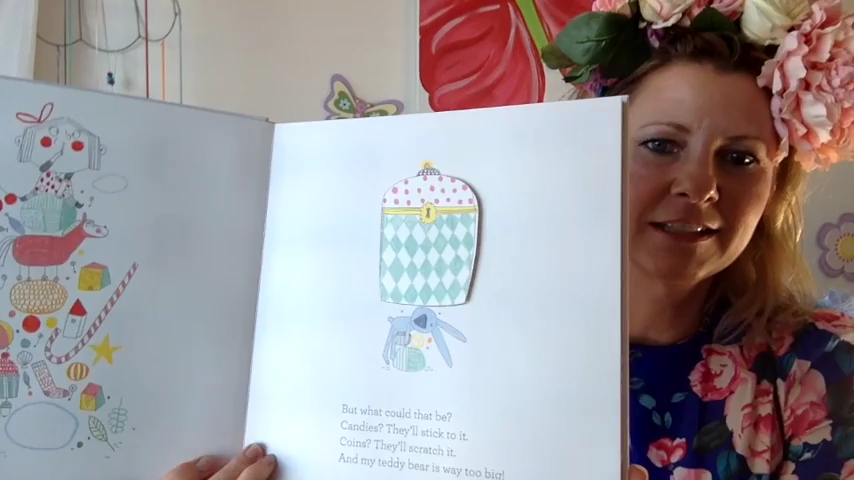 But what could that be?
Candies? They'll stick to it.
Coins? They'll scratch it.
And my teddy bear is way too big!